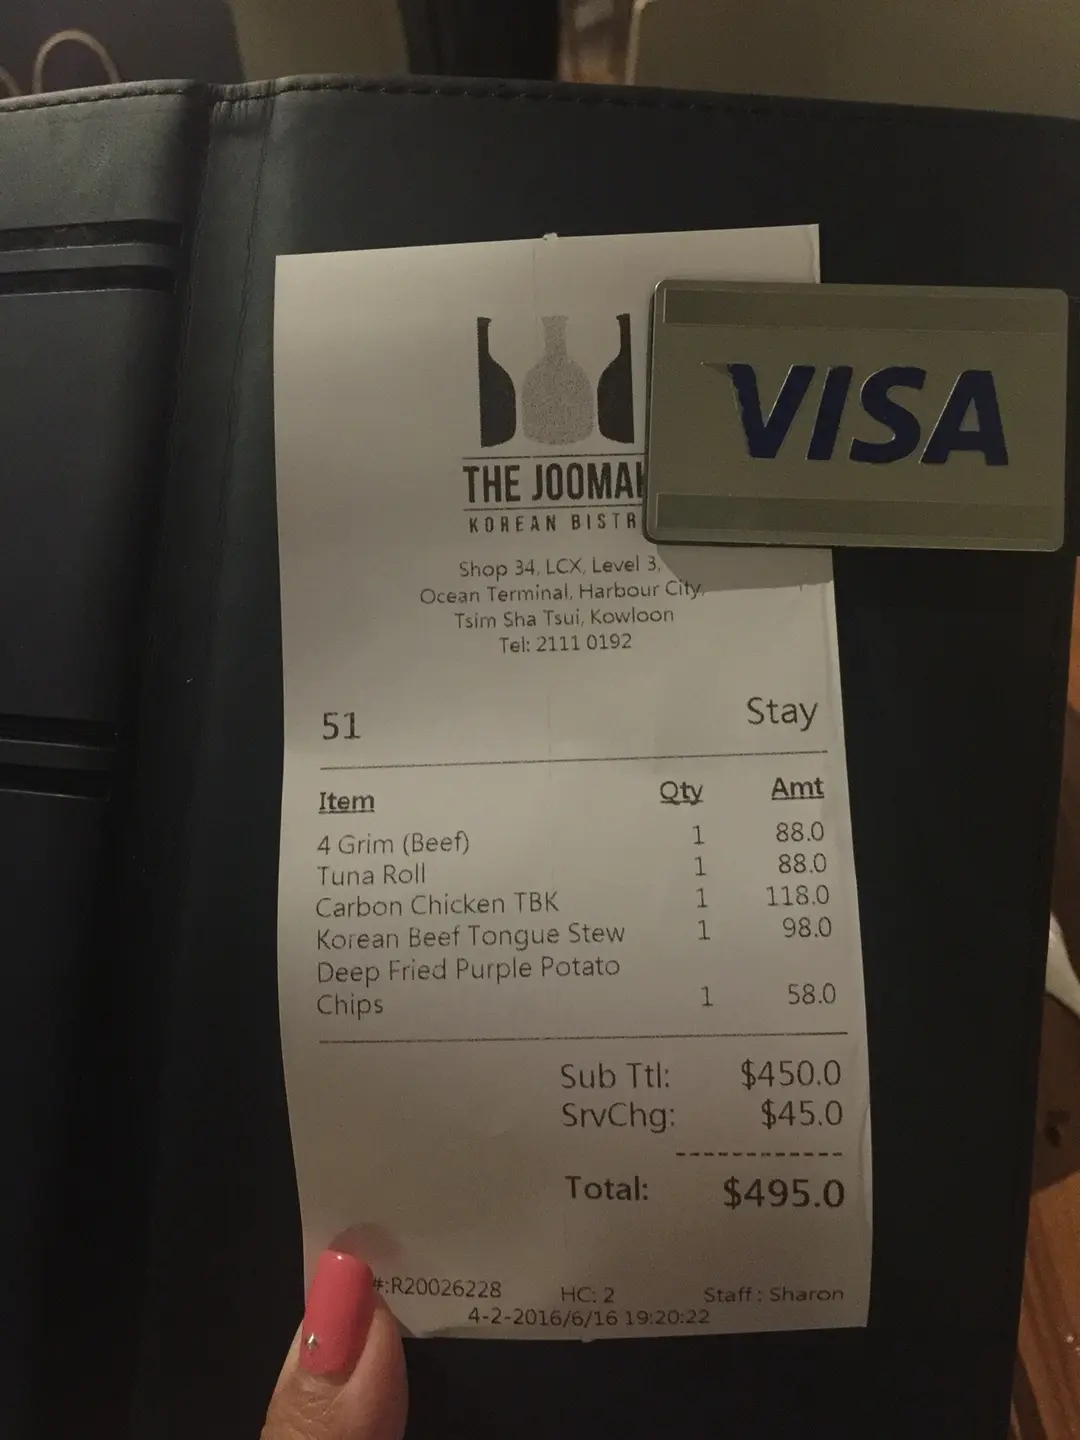 VISA
THE JOOMA
KOREAN BISTR
Shop 34, LCX, Level 3,
Ocean Terminal, Harbour City,
Tsim Sha Tsui, Kowloon
Tel: 2111 0192
51 Stay
Item Qty Amt
4 Grim (Beef) 1 88.0
Tuna Roll 1 88.0
Carbon Chicken TBK 1 118.0
Korean Beef Tongue Stew 1 98.0
Deep Fried Purple Potato
Chips 1 58.0
Sub Ttl: $450.0
SrvChg: $45.0
Total: $495.0
#:R20026228 HC: 2 Staff : Sharon
4-2-2016/6/16 19:20:22